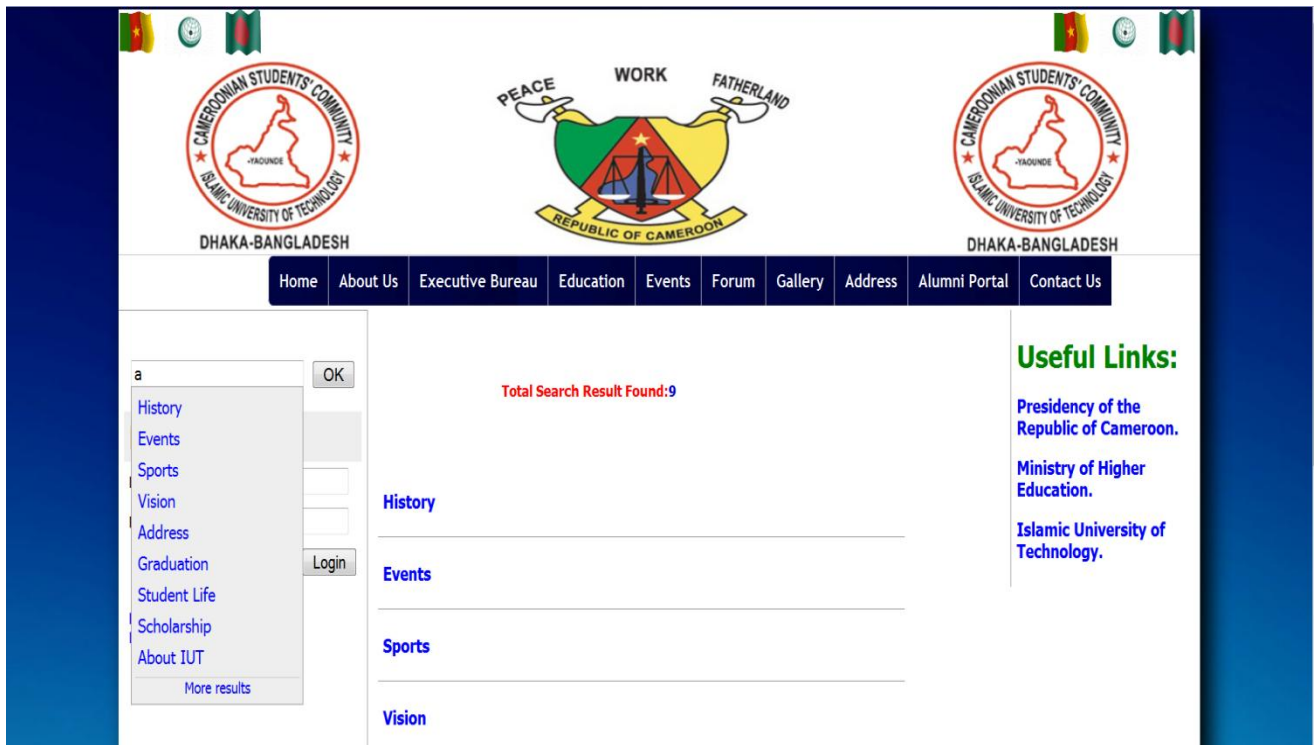 CAMEROONIAN STUDENTS' COMMUNITY
-YAOUNDE
ISLAMIC UNIVERSITY OF TECHNOLOGY
DHAKA-BANGLADESH
PEACE WORK FATHERLAND
REPUBLIC OF CAMEROON
CAMEROONIAN STUDENTS' COMMUNITY
-YAOUNDE
ISLAMIC UNIVERSITY OF TECHNOLOGY
DHAKA-BANGLADESH
Home About Us Executive Bureau Education Events Forum Gallery Address Alumni Portal Contact Us
a OK
History
Events
Sports
Vision
Address
Graduation
Student Life
Scholarship
About IUT
More results
Login
Total Search Result Found:9
History
Events
Sports
Vision
Useful Links:
Presidency of the
Republic of Cameroon.
Ministry of Higher
Education.
Islamic University of
Technology.